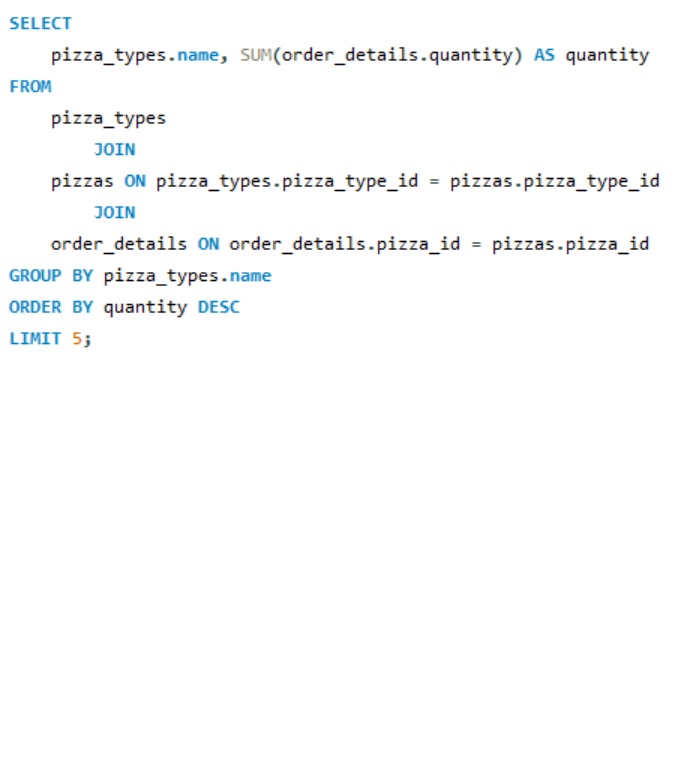 SELECT
    pizza_types.name, SUM(order_details.quantity) AS quantity
FROM
    pizza_types
        JOIN
    pizzas ON pizza_types.pizza_type_id = pizzas.pizza_type_id
        JOIN
    order_details ON order_details.pizza_id = pizzas.pizza_id
GROUP BY pizza_types.name
ORDER BY quantity DESC
LIMIT 5;